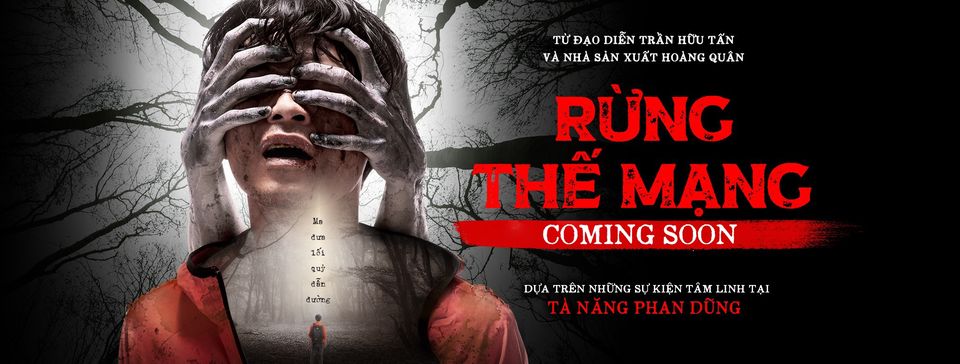 TỪ ĐẠO DIỄN TRẦN HỮU TẤN
VÀ NHÀ SẢN XUẤT HOÀNG QUÂN
RỪNG
THẾ MẠNG
COMING SOON
DỰA TRÊN NHỮNG SỰ KIỆN TÂM LINH TẠI
TÀ NĂNG PHAN DŨNG
Ma
đưa
lối
quỷ
dẫn
đường